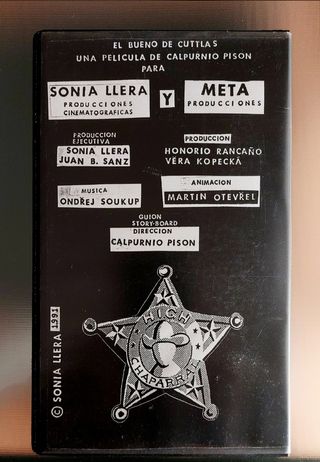 EL BUENO DE CUTTLAS
UNA PELICULA DE CALPURNIO PISON
PARA
SONIA LLERA
PRODUCCIONES
CINEMATOGRAFICAS
Y
META
PRODUCCIONES
PRODUCCION
EJECUTIVA
SONIA LLERA
JUAN B. SANZ
PRODUCCIÓN
HONORIO RANCAÑO
VĚRA KOPECKÁ
MUSICA
ONDŘEJ SOUKUP
ANIMACION
MARTIN OTEVŘEL
GUION
STORY-BOARD
DIRECCION
CALPURNIO PISON
HIGH
CHAPARRAL
© SONIA LLERA 1991